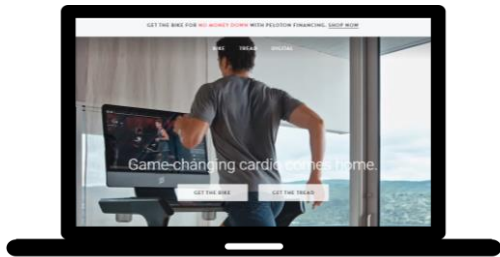 GET THE BIKE FOR NO MONEY DOWN WITH PELOTON FINANCING. SHOP NOW
BIKE TREAD DIGITAL
Game-changing cardio comes home.
GET THE BIKE GET THE TREAD